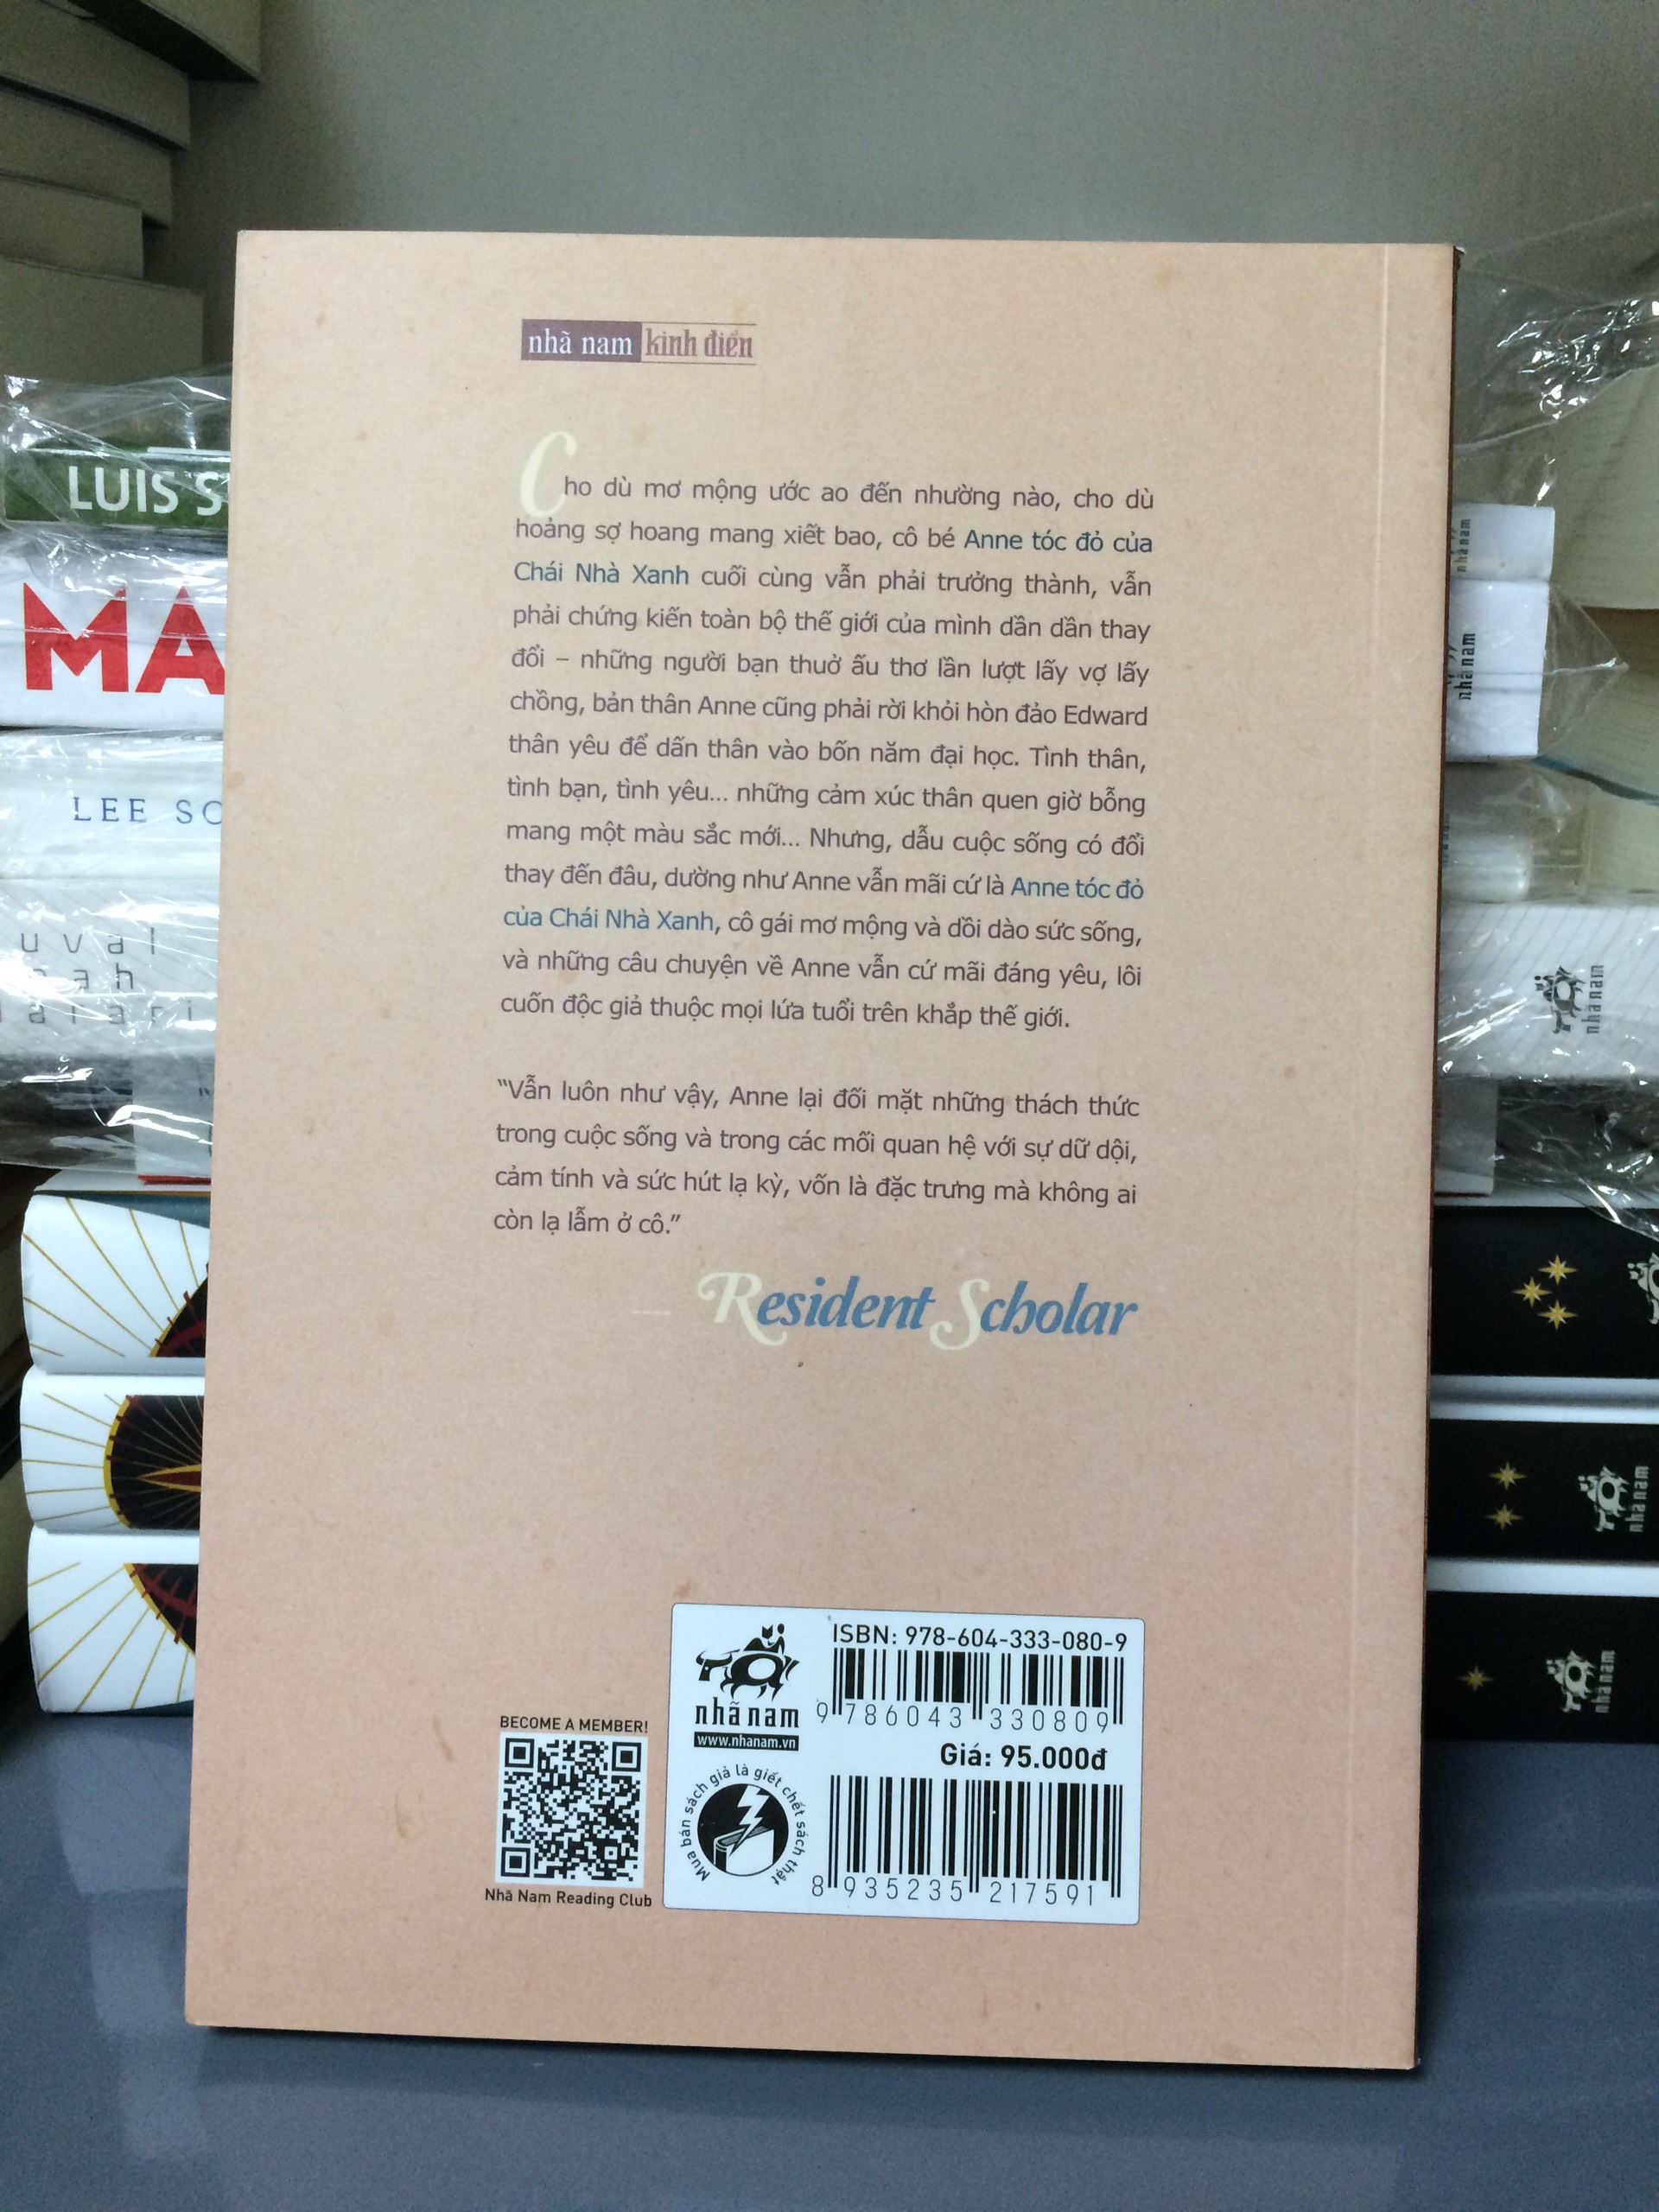 nhã nam kinh điển
Cho dù mơ mộng ước ao đến nhường nào, cho dù
hoảng sợ hoang mang xiết bao, cô bé Anne tóc đỏ của
Chái Nhà Xanh cuối cùng vẫn phải trưởng thành, vẫn
phải chứng kiến toàn bộ thế giới của mình dần dần thay
đổi – những người bạn thuở ấu thơ lần lượt lấy vợ lấy
chồng, bản thân Anne cũng phải rời khỏi hòn đảo Edward
thân yêu để dấn thân vào bốn năm đại học. Tình thân,
tình bạn, tình yêu... những cảm xúc thân quen giờ bỗng
mang một màu sắc mới... Nhưng, dẫu cuộc sống có đổi
thay đến đâu, dường như Anne vẫn mãi cứ là Anne tóc đỏ
của Chái Nhà Xanh, cô gái mơ mộng và dồi dào sức sống,
và những câu chuyện về Anne vẫn cứ mãi đáng yêu, lôi
cuốn độc giả thuộc mọi lứa tuổi trên khắp thế giới.
“Vẫn luôn như vậy, Anne lại đối mặt những thách thức
trong cuộc sống và trong các mối quan hệ với sự dữ dội,
cảm tính và sức hút lạ kỳ, vốn là đặc trưng mà không ai
còn lạ lẫm ở cô.”
Resident Scholar
BECOME A MEMBER!
Nhã Nam Reading Club
nhã nam
www.nhanam.vn
Mua bán sách giả là giết chết sách thật
ISBN: 978-604-333-080-9
9 786043 330809
Giá: 95.000đ
8 935235 217591
LUIS S
MA
LEE SC
uval
ah
nhã nam
nhã nam
nhã nam
nhã nam
nhã nam